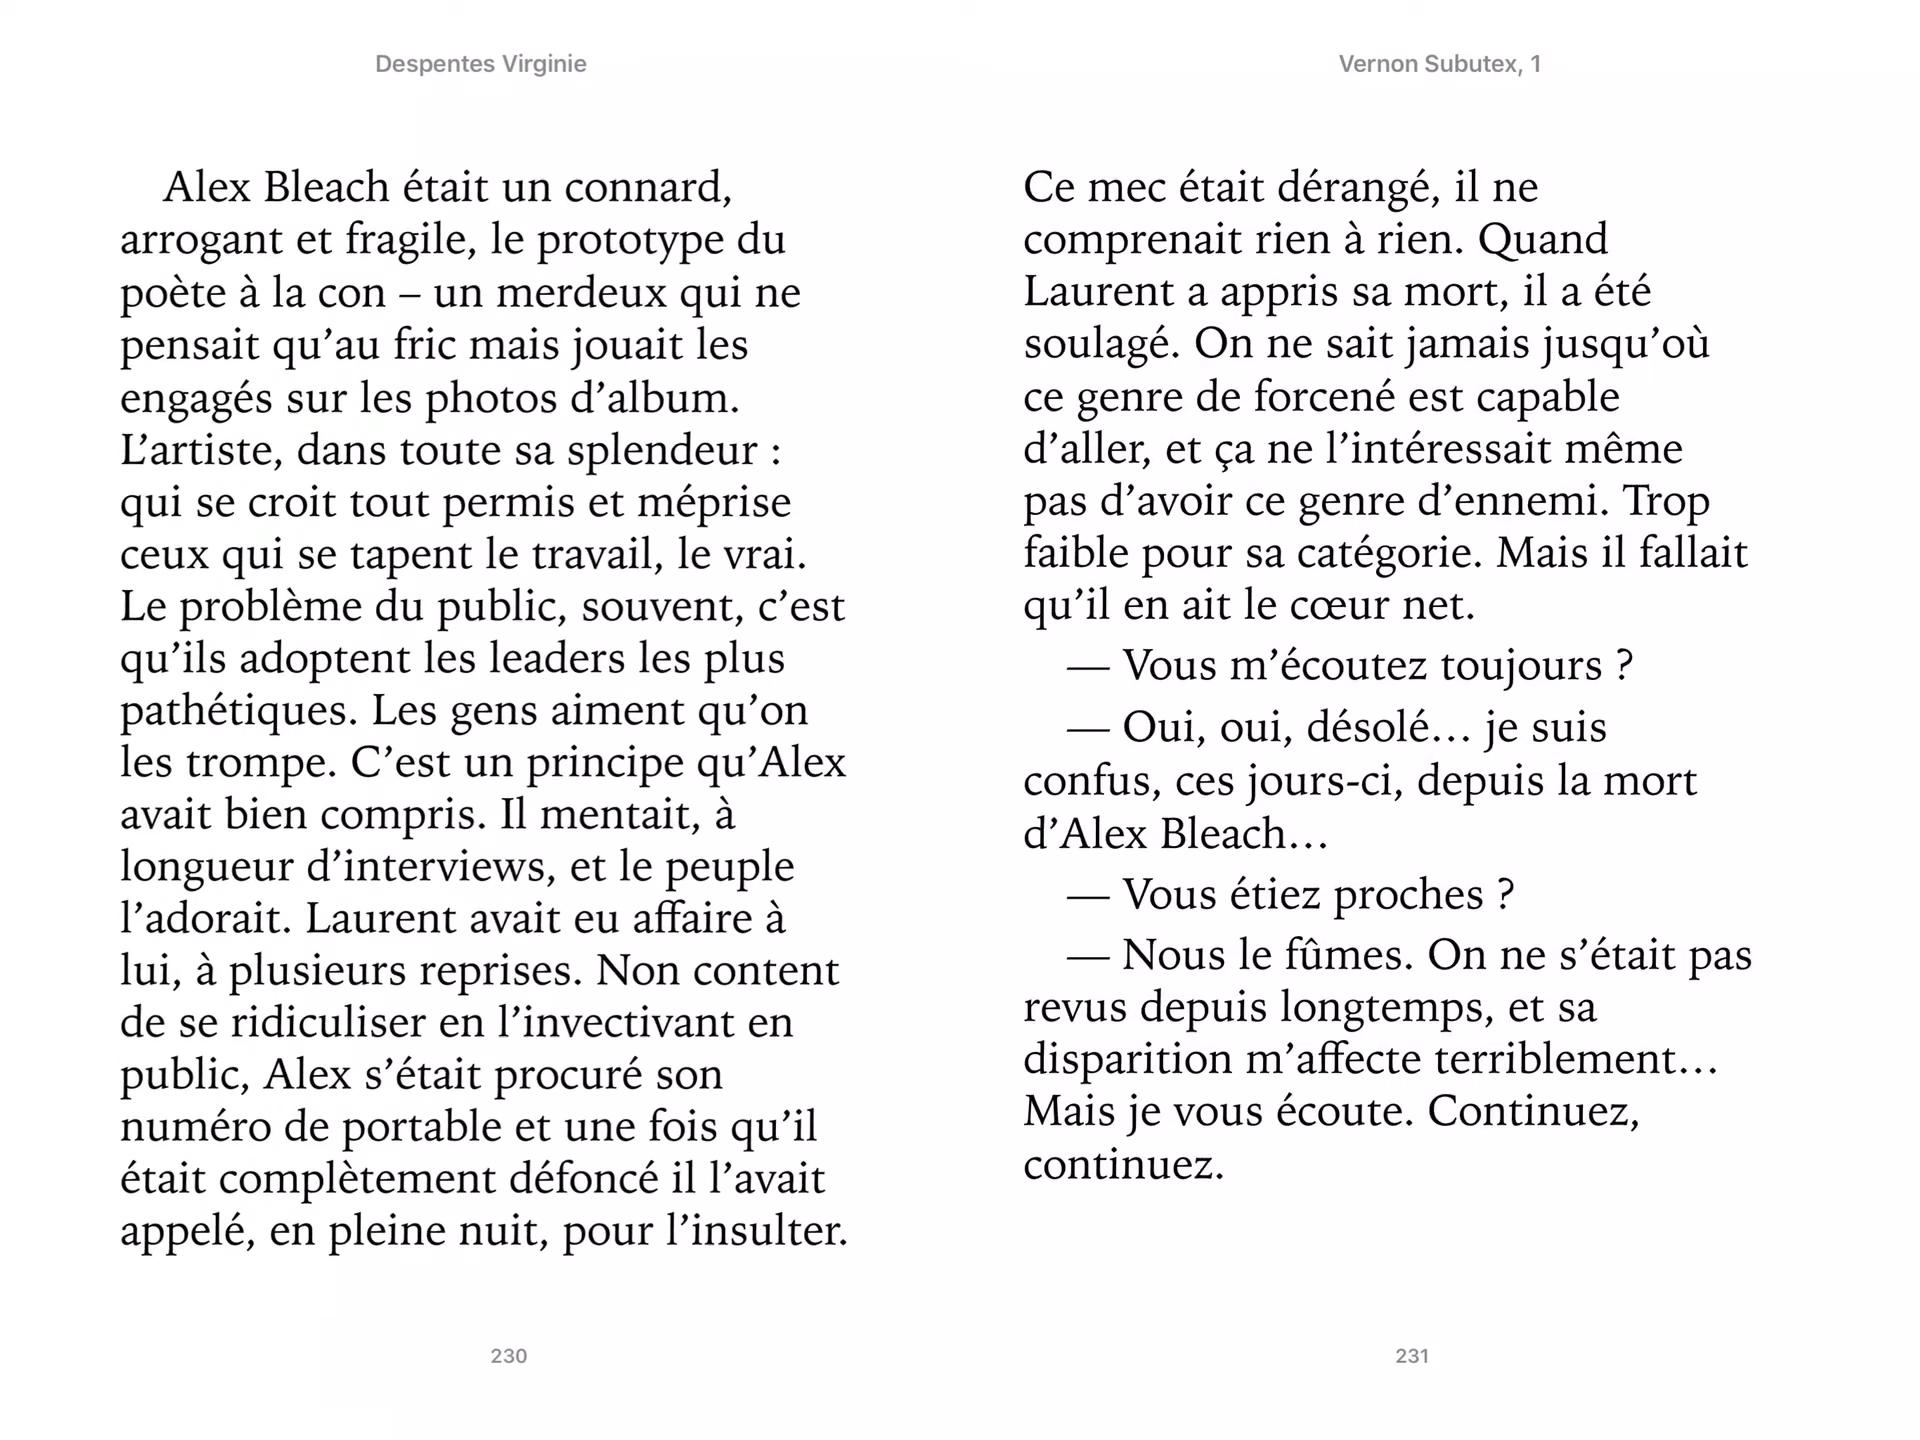 Despentes Virginie
Alex Bleach était un connard,
arrogant et fragile, le prototype du
poète à la con – un merdeux qui ne
pensait qu’au fric mais jouait les
engagés sur les photos d’album.
L’artiste, dans toute sa splendeur :
qui se croit tout permis et méprise
ceux qui se tapent le travail, le vrai.
Le problème du public, souvent, c’est
qu’ils adoptent les leaders les plus
pathétiques. Les gens aiment qu’on
les trompe. C’est un principe qu’Alex
avait bien compris. Il mentait, à
longueur d’interviews, et le peuple
l’adorait. Laurent avait eu affaire à
lui, à plusieurs reprises. Non content
de se ridiculiser en l’invectivant en
public, Alex s’était procuré son
numéro de portable et une fois qu’il
était complètement défoncé il l’avait
appelé, en pleine nuit, pour l’insulter.
230
Vernon Subutex, 1
Ce mec était dérangé, il ne
comprenait rien à rien. Quand
Laurent a appris sa mort, il a été
soulagé. On ne sait jamais jusqu’où
ce genre de forcené est capable
d’aller, et ça ne l’intéressait même
pas d’avoir ce genre d’ennemi. Trop
faible pour sa catégorie. Mais il fallait
qu’il en ait le cœur net.
— Vous m’écoutez toujours ?
— Oui, oui, désolé… je suis
confus, ces jours-ci, depuis la mort
d’Alex Bleach…
— Vous étiez proches ?
— Nous le fûmes. On ne s’était pas
revus depuis longtemps, et sa
disparition m’affecte terriblement…
Mais je vous écoute. Continuez,
continuez.
231